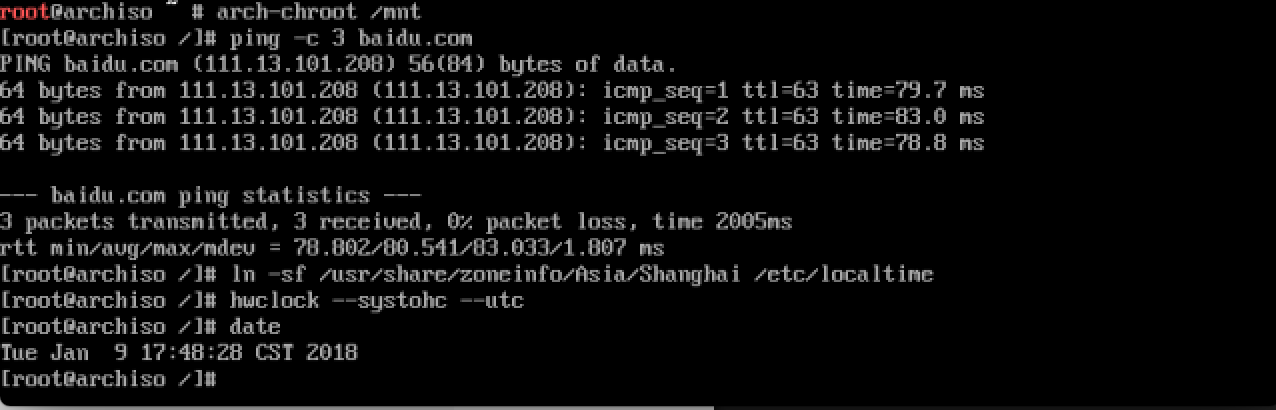 root@archiso ~ # arch-chroot /mnt
[root@archiso /]# ping -c 3 baidu.com
PING baidu.com (111.13.101.208) 56(84) bytes of data.
64 bytes from 111.13.101.208 (111.13.101.208): icmp_seq=1 ttl=63 time=79.7 ms
64 bytes from 111.13.101.208 (111.13.101.208): icmp_seq=2 ttl=63 time=83.0 ms
64 bytes from 111.13.101.208 (111.13.101.208): icmp_seq=3 ttl=63 time=78.8 ms
--- baidu.com ping statistics ---
3 packets transmitted, 3 received, 0% packet loss, time 2005ms
rtt min/avg/max/mdev = 78.802/80.541/83.033/1.807 ms
[root@archiso /]# ln -sf /usr/share/zoneinfo/Asia/Shanghai /etc/localtime
[root@archiso /]# hwclock --systohc --utc
[root@archiso /]# date
Tue Jan  9 17:48:28 CST 2018
[root@archiso /]#